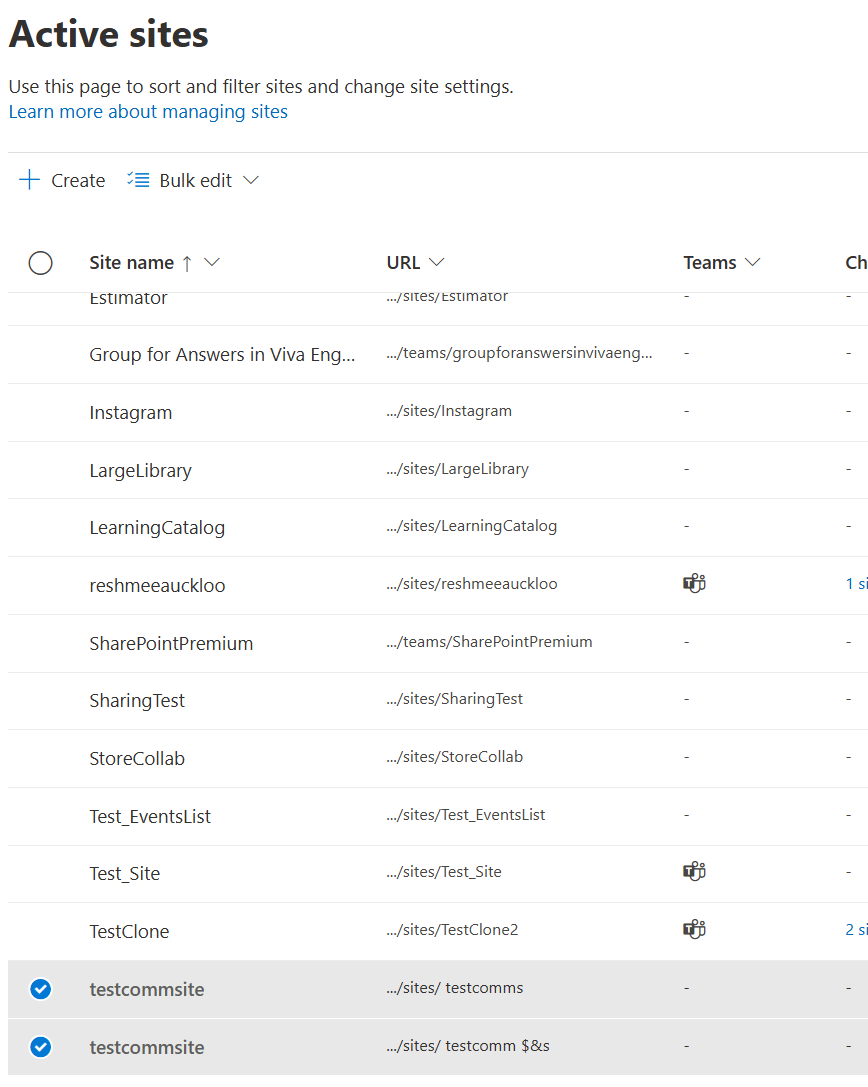 Active sites
Use this page to sort and filter sites and change site settings.
Learn more about managing sites
Create Bulk edit
Site name ↑ URL Teams Ch
Estimator .../sites/Estimator - -
Group for Answers in Viva Eng... .../teams/groupforanswersinvivaeng... - -
Instagram .../sites/Instagram - -
LargeLibrary .../sites/LargeLibrary - -
LearningCatalog .../sites/LearningCatalog - -
reshmeeauckloo .../sites/reshmeeauckloo 1 si
SharePointPremium .../teams/SharePointPremium - -
SharingTest .../sites/SharingTest - -
StoreCollab .../sites/StoreCollab - -
Test_EventsList .../sites/Test_EventsList - -
Test_Site .../sites/Test_Site -
TestClone .../sites/TestClone2 2 si
testcommsite .../sites/ testcomms - -
testcommsite .../sites/ testcomm $&s - -